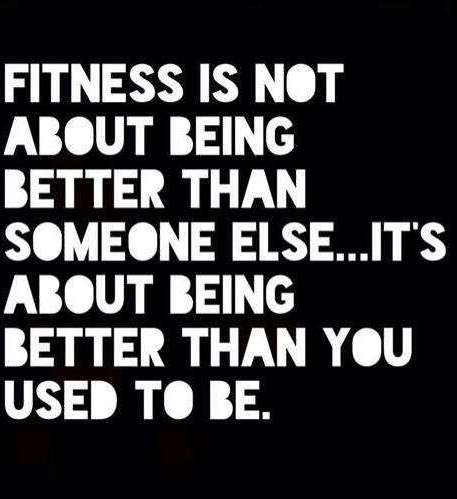 FITNESS IS NOT
ABOUT BEING
BETTER THAN
SOMEONE ELSE...IT'S
ABOUT BEING
BETTER THAN YOU
USED TO BE.